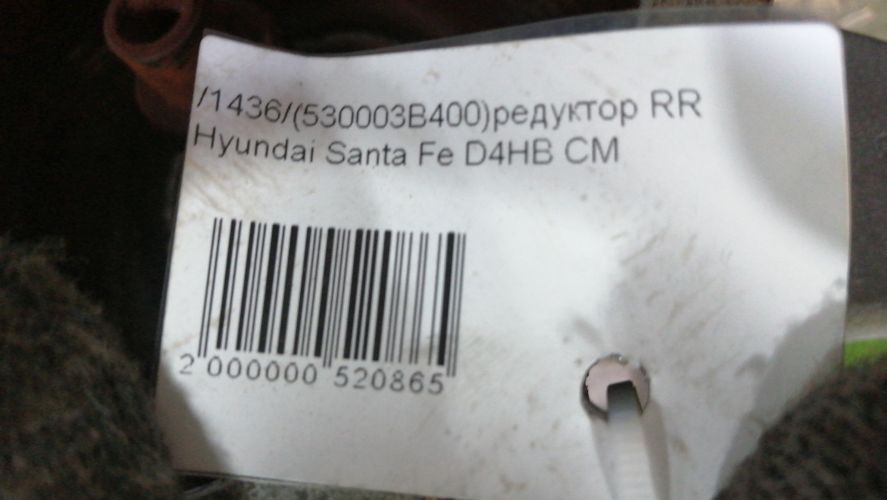 /1436/(530003B400)редуктор RR
Hyundai Santa Fe D4HB CM
2 000000 520865